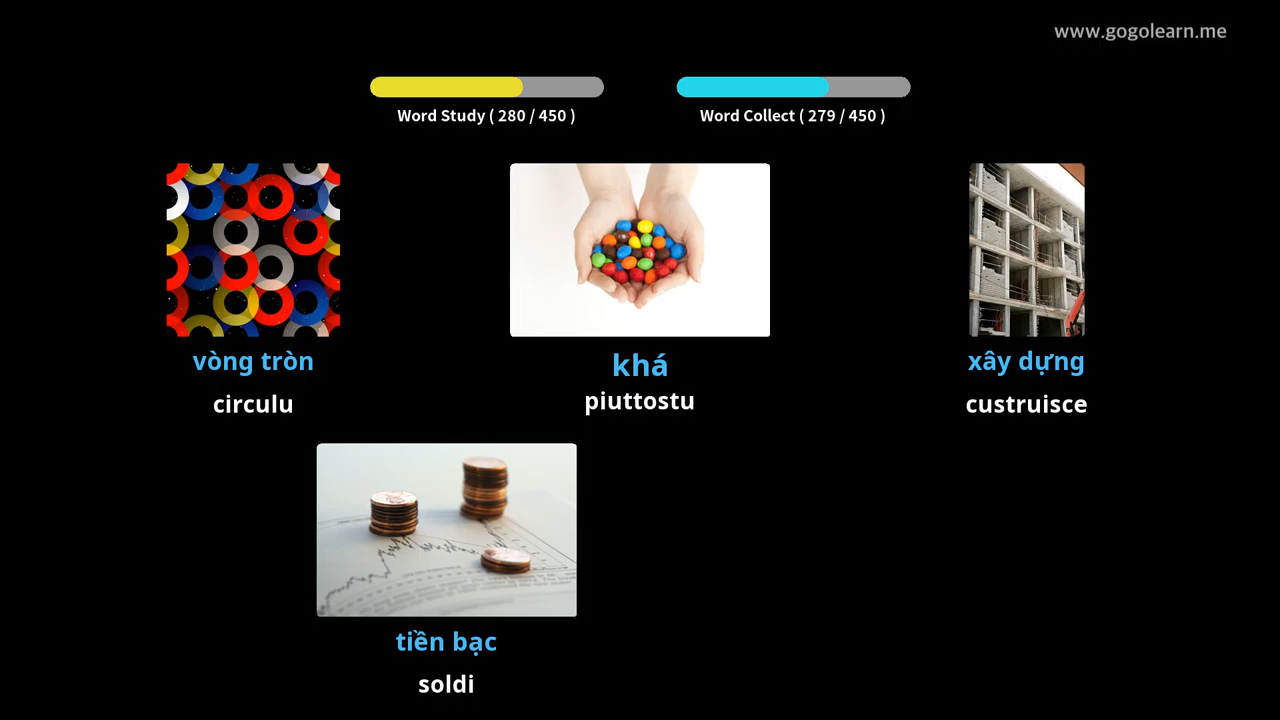 www.gogolearn.me
Word Study ( 280 / 450 )
Word Collect ( 279 / 450 )
vòng tròn
circulu
khá
piuttostu
xây dựng
custruisce
tiền bạc
soldi